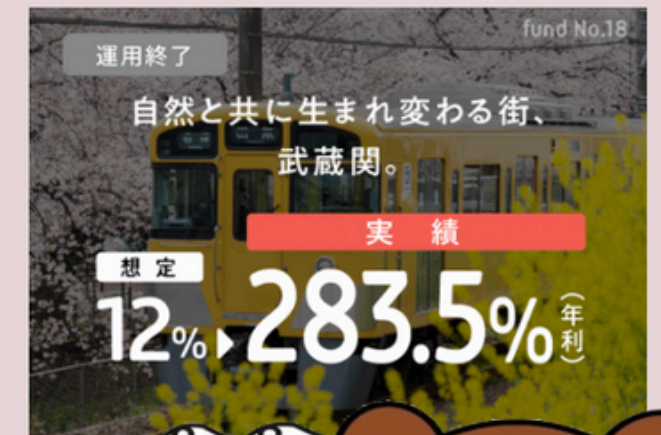 fund No.18
運用終了
自然と共に生まれ変わる街、
武蔵関。
実績
想定
12%▶283.5%(年利)